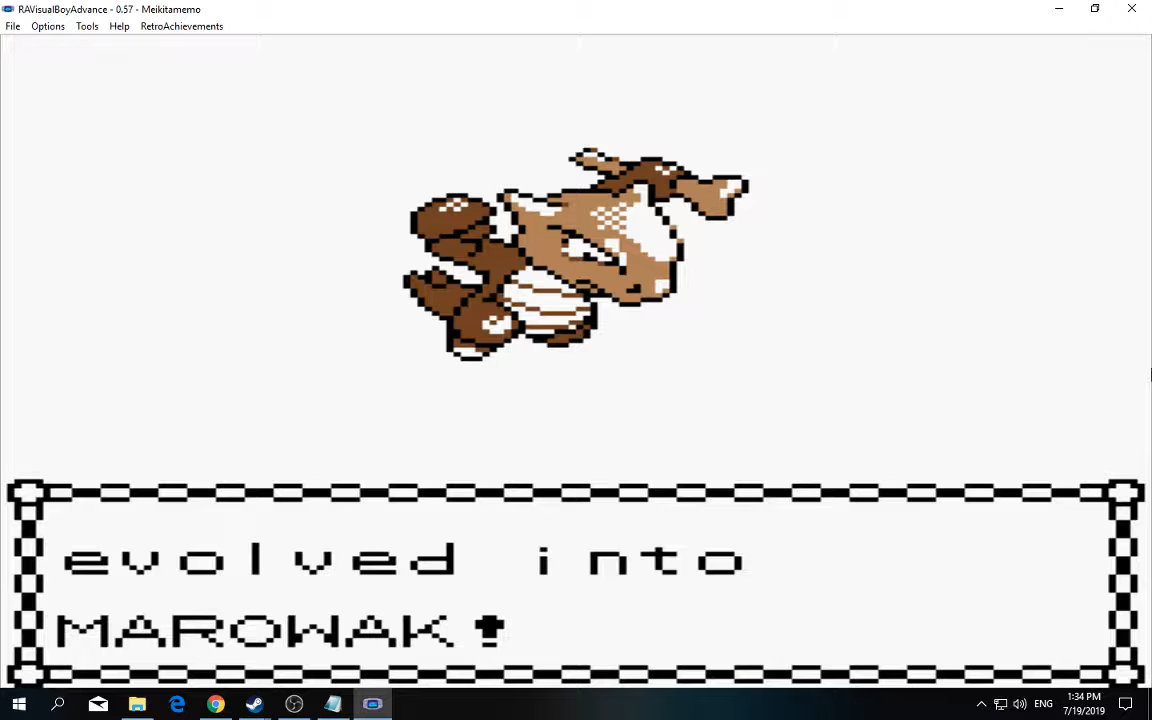 RAVisualBoyAdvance - 0.57 - Meikitamemo
File Options Tools Help RetroAchievements
evolved into
MAROWAK!
ENG
1:34 PM
7/19/2019